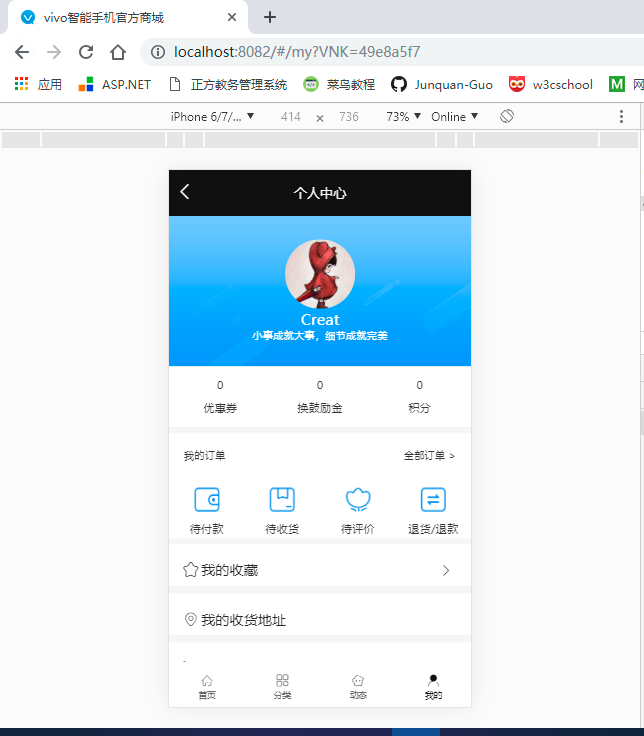 vivo智能手机官方商城
localhost:8082/#/my?VNK=49e8a5f7
应用 ASP.NET 正方教务管理系统 菜鸟教程 Junquan-Guo w3cschool 网
iPhone 6/7/... 414 × 736 73% Online
个人中心
Creat
小事成就大事，细节成就完美
0 0 0
优惠券 换鼓励金 积分
我的订单 全部订单 >
待付款 待收货 待评价 退货/退款
我的收藏
我的收货地址
首页 分类 动态 我的